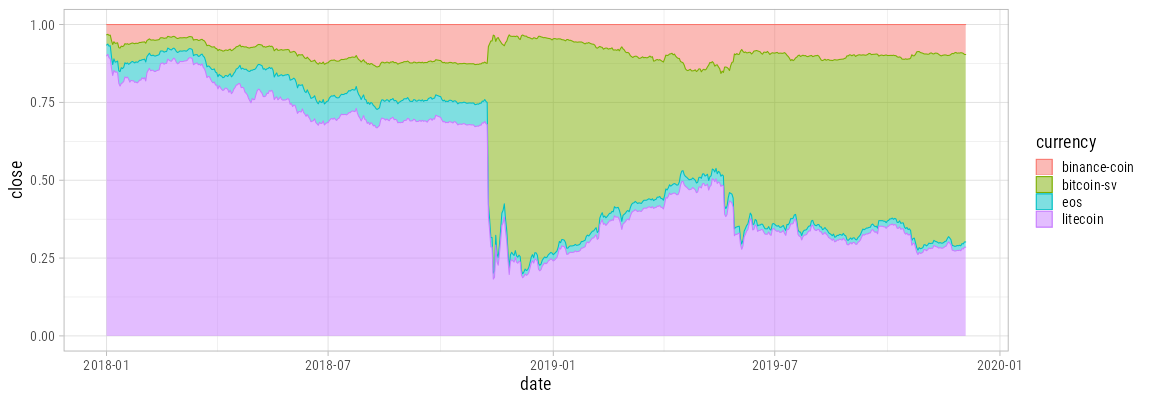 1.00
0.75
0.50
0.25
0.00
close
2018-01
2018-07
2019-01
2019-07
2020-01
date
currency
binance-coin
bitcoin-sv
eos
litecoin